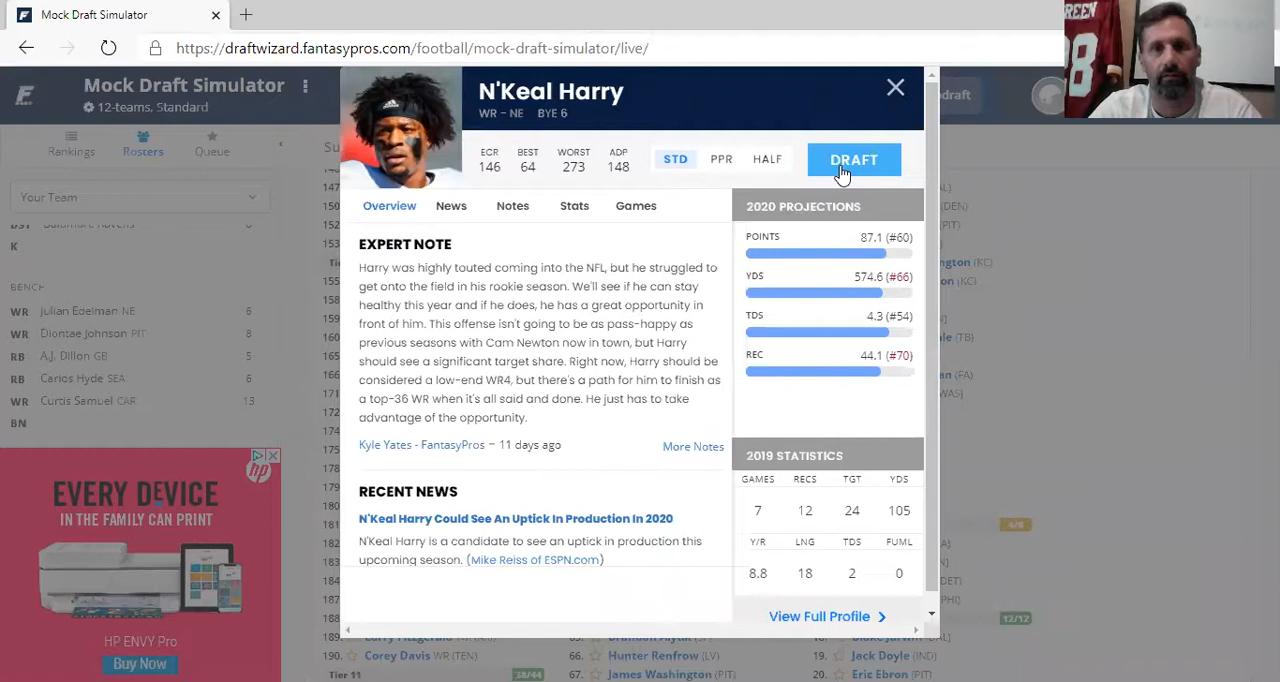 Mock Draft Simulator
https://draftwizard.fantasypros.com/football/mock-draft-simulator/live/
Mock Draft Simulator
12-teams, Standard
Rankings
Rosters
Queue
Your Team
K
BENCH
WR Julian Edelman NE 6
WR Diontae Johnson PIT 8
RB A.J. Dillon GB 5
RB Carlos Hyde SEA 6
WR Curtis Samuel CAR 13
BN
EVERY DEVICE
IN THE FAMILY CAN PRINT
HP ENVY Pro
Buy Now
N'Keal Harry
WR - NE BYE 6
ECR BEST WORST ADP
146 64 273 148
STD PPR HALF
DRAFT
Overview News Notes Stats Games
EXPERT NOTE
Harry was highly touted coming into the NFL, but he struggled to
get onto the field in his rookie season. We'll see if he can stay
healthy this year and if he does, he has a great opportunity in
front of him. This offense isn't going to be as pass-happy as
previous seasons with Cam Newton now in town, but Harry
should see a significant target share. Right now, Harry should be
considered a low-end WR4, but there's a path for him to finish as
a top-36 WR when it's all said and done. He just has to take
advantage of the opportunity.
Kyle Yates - FantasyPros - 11 days ago
More Notes
RECENT NEWS
N'Keal Harry Could See An Uptick In Production In 2020
N'Keal Harry is a candidate to see an uptick in production this
upcoming season. (Mike Reiss of ESPN.com)
2020 PROJECTIONS
POINTS 87.1 (#60)
YDS 574.6 (#66)
TDS 4.3 (#54)
REC 44.1 (#70)
2019 STATISTICS
GAMES RECS TGT YDS
7 12 24 105
Y/R LNG TDS FUML
8.8 18 2 0
View Full Profile
190. Corey Davis WR (TEN)
Tier 11
66. Hunter Renfrow (LV)
67. James Washington (PIT)
19. Jack Doyle (IND)
20. Eric Ebron (PIT)